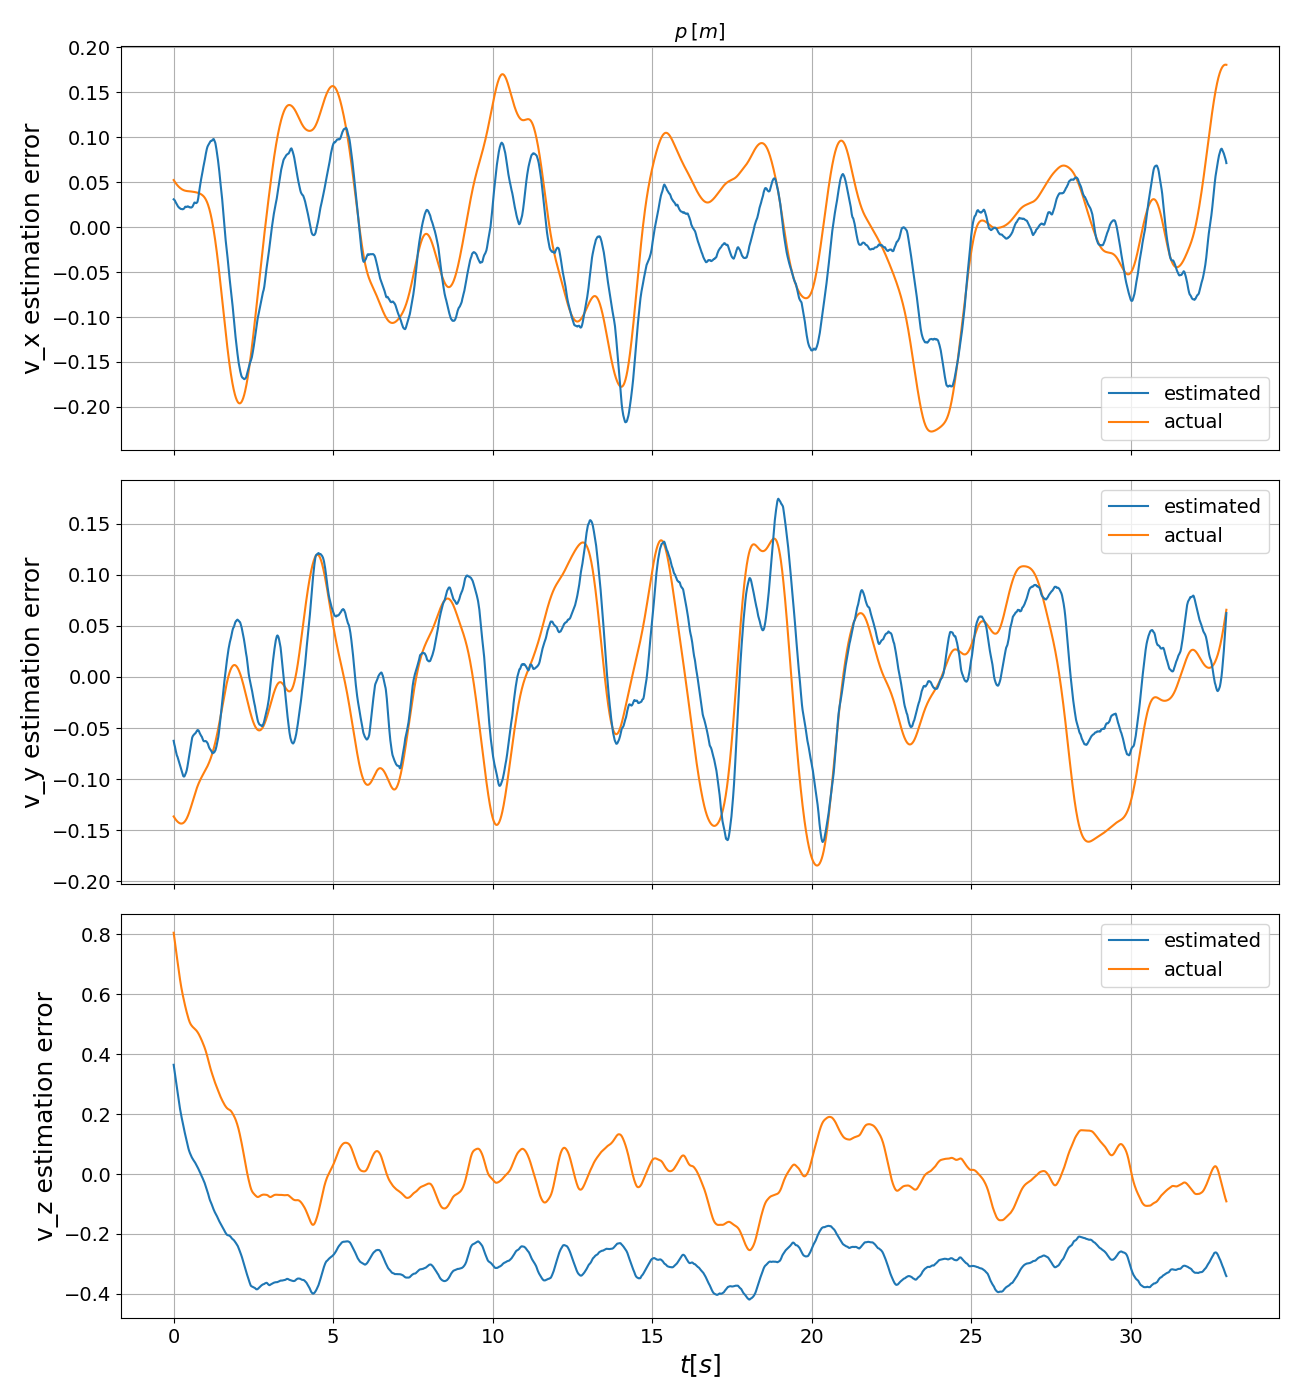 p [m]
0.20
0.15
0.10
0.05
0.00
−0.05
−0.10
−0.15
−0.20
v_x estimation error
estimated
actual
0.15
0.10
0.05
0.00
−0.05
−0.10
−0.15
−0.20
v_y estimation error
estimated
actual
0.8
0.6
0.4
0.2
0.0
−0.2
−0.4
v_z estimation error
estimated
actual
0 5 10 15 20 25 30
t[s]